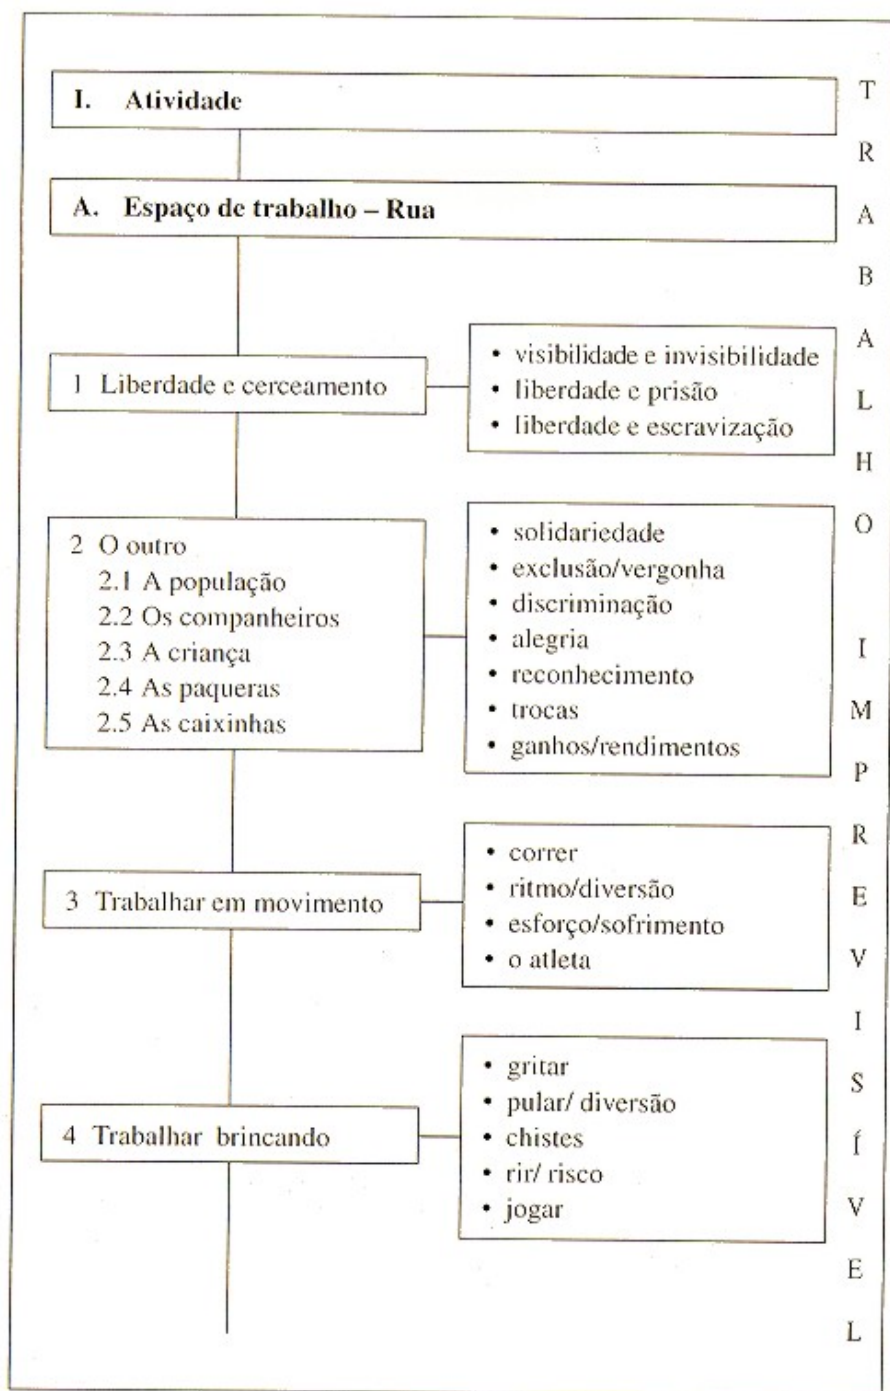 I. Atividade
A. Espaço de trabalho – Rua
1 Liberdade e cerceamento
• visibilidade e invisibilidade
• liberdade e prisão
• liberdade e escravização
2 O outro
2.1 A população
2.2 Os companheiros
2.3 A criança
2.4 As paqueras
2.5 As caixinhas
• solidariedade
• exclusão/vergonha
• discriminação
• alegria
• reconhecimento
• trocas
• ganhos/rendimentos
3 Trabalhar em movimento
• correr
• ritmo/diversão
• esforço/sofrimento
• o atleta
4 Trabalhar brincando
• gritar
• pular/ diversão
• chistes
• rir/ risco
• jogar
TRABALHO IMPREVISÍVEL